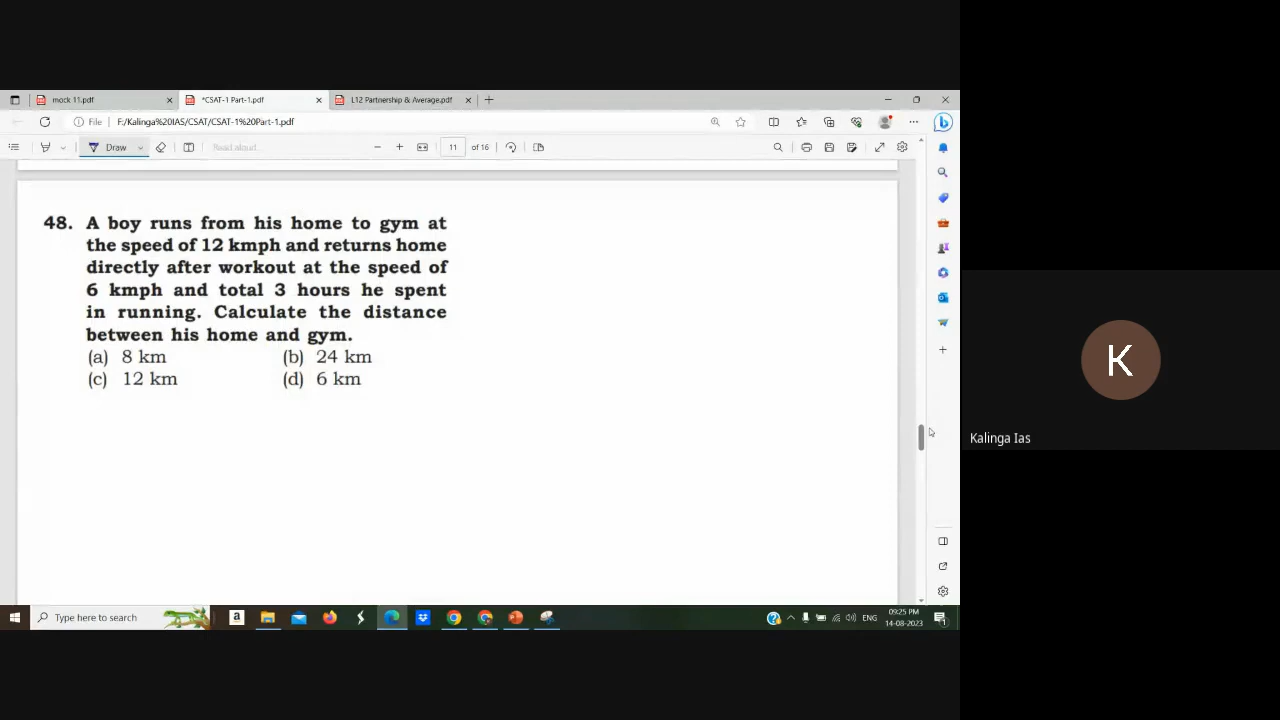 mock 11.pdf
*CSAT-1 Part-1.pdf
L12 Partnership & Average.pdf
File
F:/Kalinga%20IAS/CSAT/CSAT-1%20Part-1.pdf
Draw
Read aloud...
11
of 16
48. A boy runs from his home to gym at
the speed of 12 kmph and returns home
directly after workout at the speed of
6 kmph and total 3 hours he spent
in running. Calculate the distance
between his home and gym.
(a) 8 km (b) 24 km
(c) 12 km (d) 6 km
K
Kalinga Ias
Type here to search
a
ENG
09:25 PM
14-08-2023
1